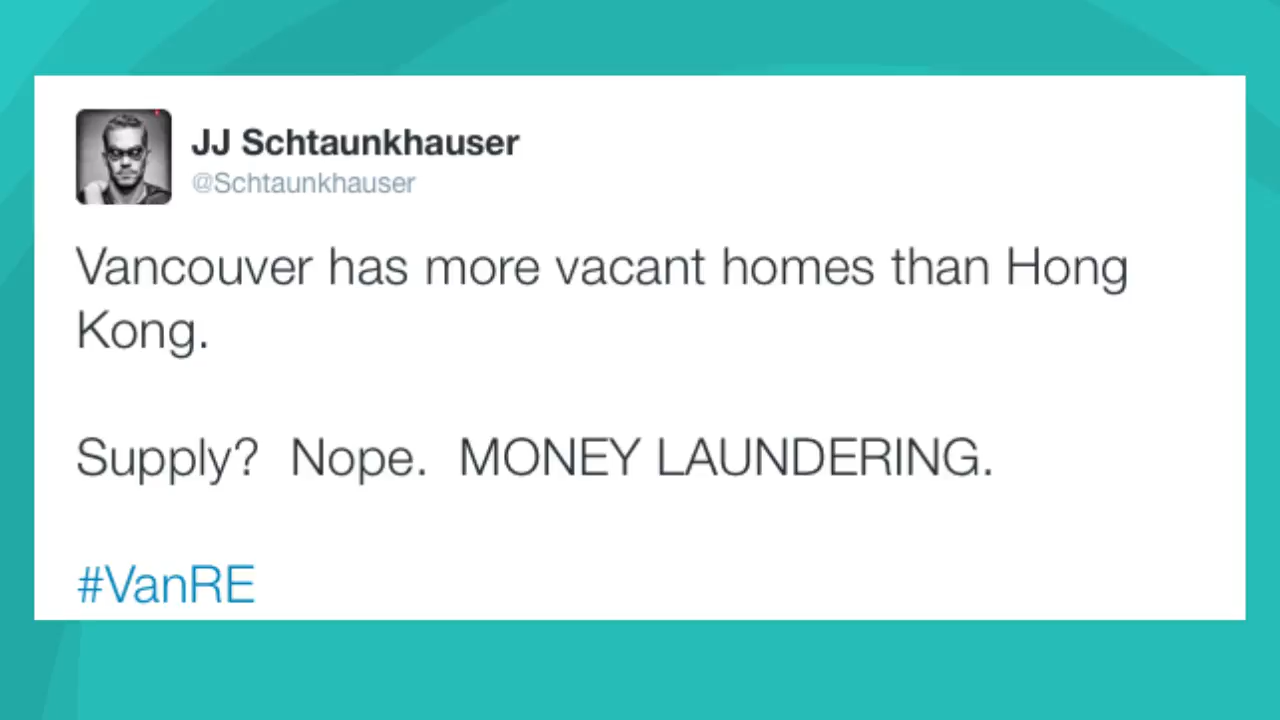 JJ Schtaunkhauser
@Schtaunkhauser
Vancouver has more vacant homes than Hong
Kong.
Supply?  Nope.  MONEY LAUNDERING.
#VanRE